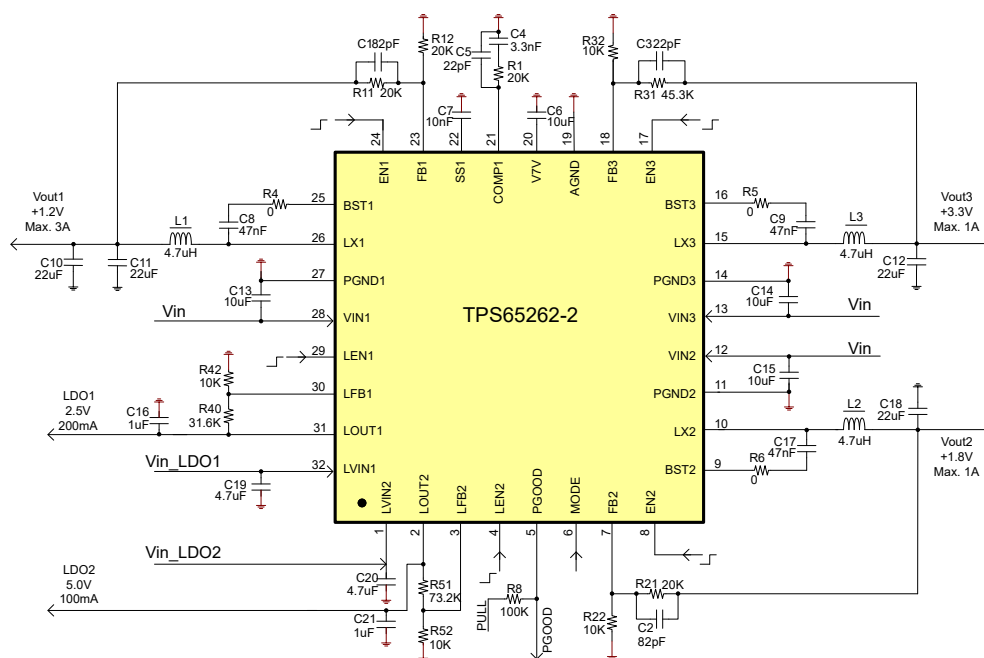 R12
20K
C4
3.3nF
C5
22pF
R1
20K
R32
10K
C182pF
R11 20K
C322pF
R31 45.3K
C7
10nF
C6
10uF
24
23
22
21
20
19
18
17
EN1
FB1
SS1
COMP1
V7V
AGND
FB3
EN3
Vout1
+1.2V
Max. 3A
R4
0
25
BST1
BST3
16
R5
0
Vout3
+3.3V
Max. 1A
L1
4.7uH
C8
47nF
26
LX1
LX3
15
C9
47nF
L3
4.7uH
C10
22uF
C11
22uF
C12
22uF
27
PGND1
PGND3
14
C13
10uF
C14
10uF
Vin
28
VIN1
TPS65262-2
VIN3
13
Vin
29
LEN1
VIN2
12
Vin
R42
10K
30
LFB1
PGND2
11
C15
10uF
LDO1
2.5V
200mA
C16
1uF
R40
31.6K
31
LOUT1
LX2
10
L2
4.7uH
C18
22uF
C17
47nF
Vout2
+1.8V
Max. 1A
Vin_LDO1
32
LVIN1
BST2
9
R6
0
C19
4.7uF
LVIN2
LOUT2
LFB2
LEN2
PGOOD
MODE
FB2
EN2
1
2
3
4
5
6
7
8
Vin_LDO2
LDO2
5.0V
100mA
C20
4.7uF
R51
73.2K
C21
1uF
R52
10K
PULL
R8
100K
PGOOD
R21 20K
R22
10K
C2
82pF